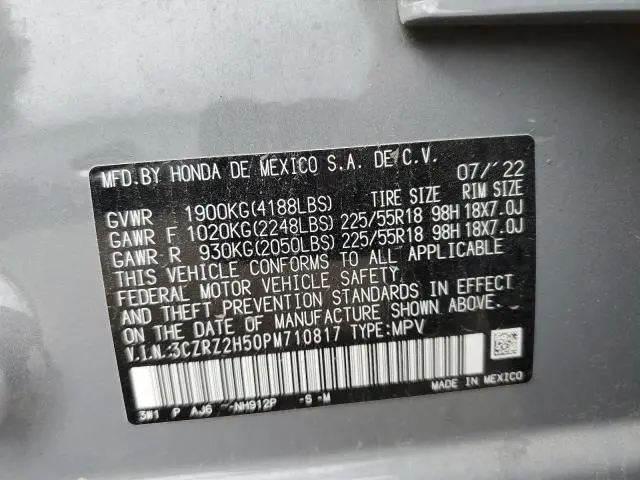 MFD.BY HONDA DE MEXICO S.A. DE C.V. 07/'22
TIRE SIZE RIM SIZE
GVWR 1900KG(4188LBS)
GAWR F 1020KG(2248LBS) 225/55R18 98H 18X7.0J
GAWR R 930KG(2050LBS) 225/55R18 98H 18X7.0J
THIS VEHICLE CONFORMS TO ALL APPLICABLE
FEDERAL MOTOR VEHICLE SAFETY
AND THEFT PREVENTION STANDARDS IN EFFECT
ON THE DATE OF MANUFACTURE SHOWN ABOVE.
V.I.N.:3CZRZ2H50PM710817 TYPE:MPV
MADE IN MEXICO
3W1 P AJ6 -NH912P -S -M